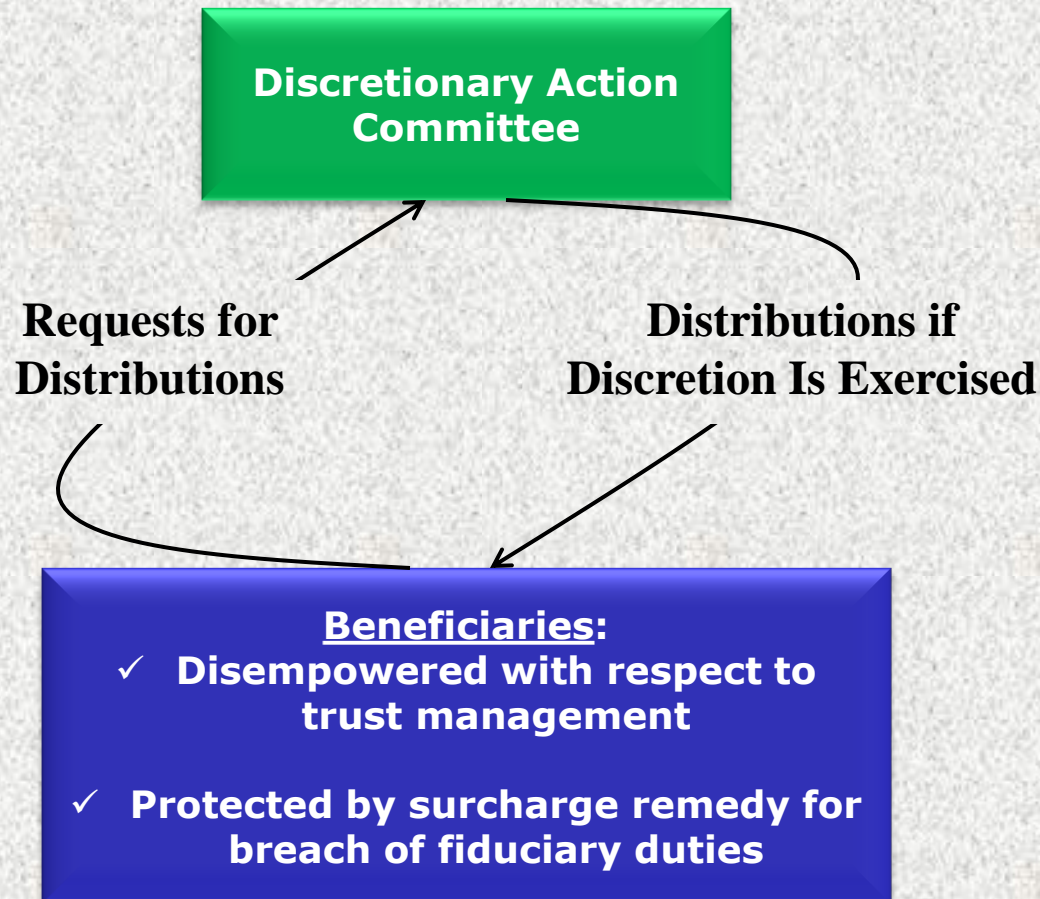 Discretionary Action
Committee
Requests for
Distributions
Distributions if
Discretion Is Exercised
Beneficiaries:
✓ Disempowered with respect to
trust management
✓ Protected by surcharge remedy for
breach of fiduciary duties